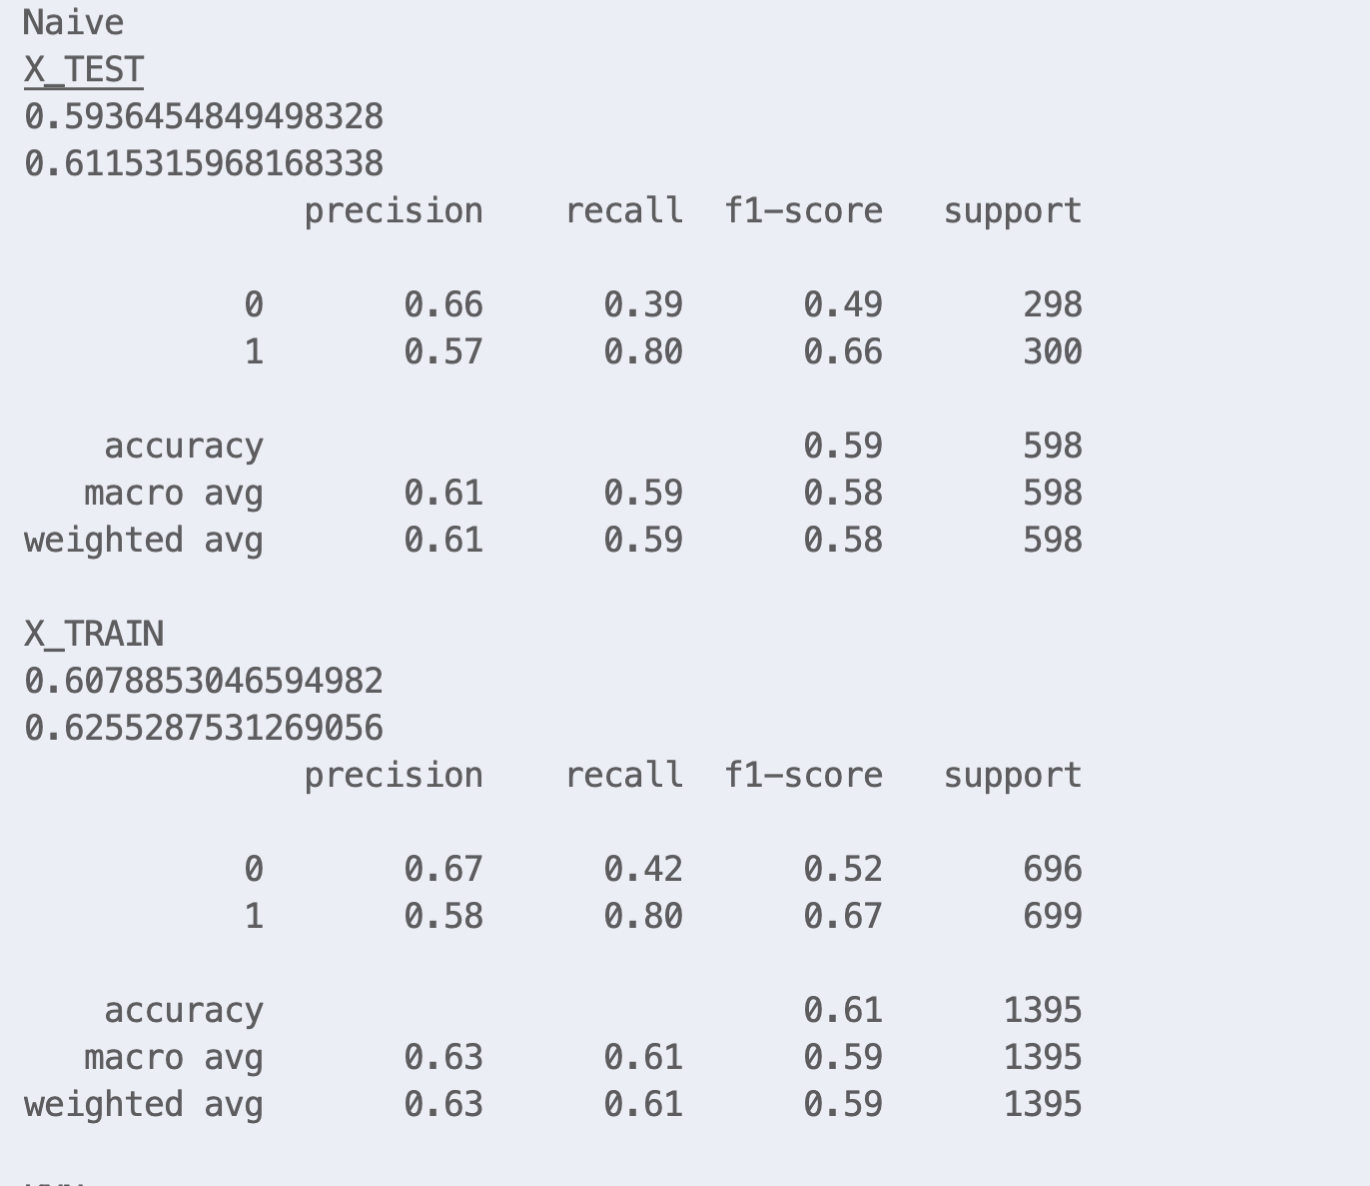 Naive
X_TEST
0.5936454849498328
0.6115315968168338
precision recall f1-score support
0 0.66 0.39 0.49 298
1 0.57 0.80 0.66 300
accuracy 0.59 598
macro avg 0.61 0.59 0.58 598
weighted avg 0.61 0.59 0.58 598
X_TRAIN
0.6078853046594982
0.6255287531269056
precision recall f1-score support
0 0.67 0.42 0.52 696
1 0.58 0.80 0.67 699
accuracy 0.61 1395
macro avg 0.63 0.61 0.59 1395
weighted avg 0.63 0.61 0.59 1395